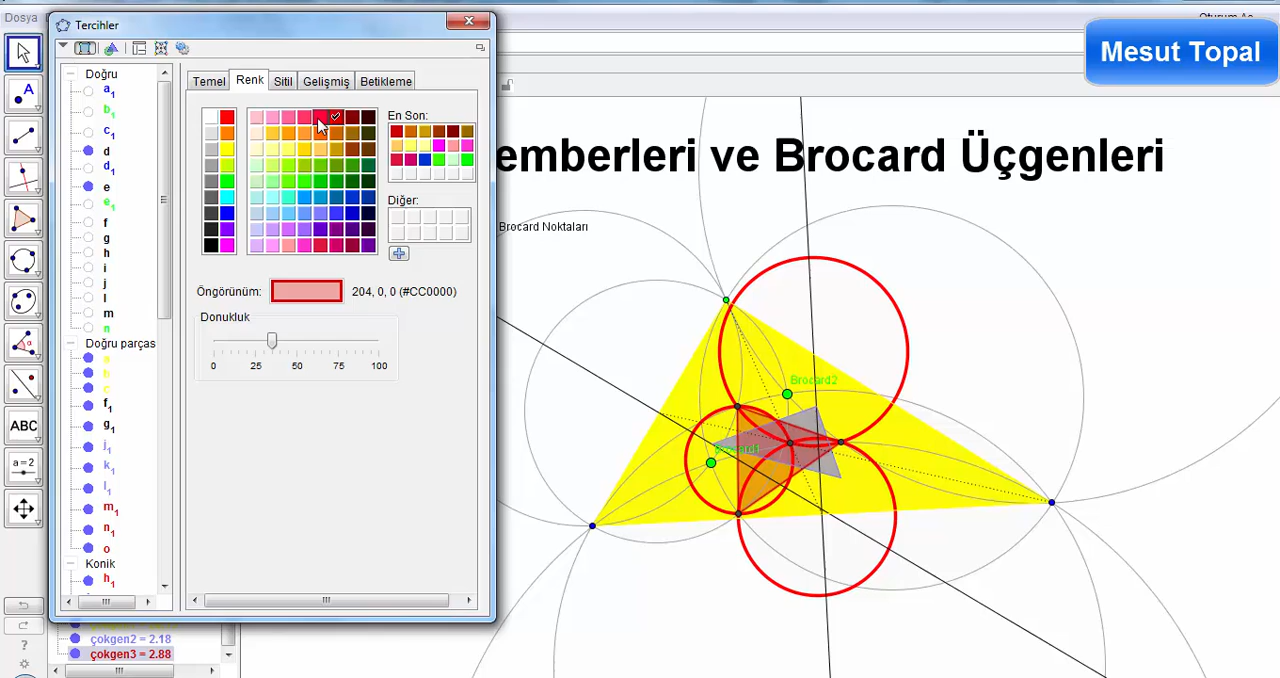 Dosya
Tercihler
Oturum Aç
Mesut Topal
Temel
Renk
Sitil
Gelişmiş
Betikleme
Doğru
a1
b1
c1
d
d1
e
e1
f
g
h
i
j
l
m
n
Doğru parças
a
b
c
f1
g1
j1
k1
l1
m1
n1
o
Konik
h1
En Son:
Diğer:
Öngörünüm:
204, 0, 0 (#CC0000)
Donukluk
0 25 50 75 100
emberleri ve Brocard Üçgenleri
Brocard Noktaları
Brocard2
ABC
a=2
çokgen2 = 2.18
çokgen3 = 2.88